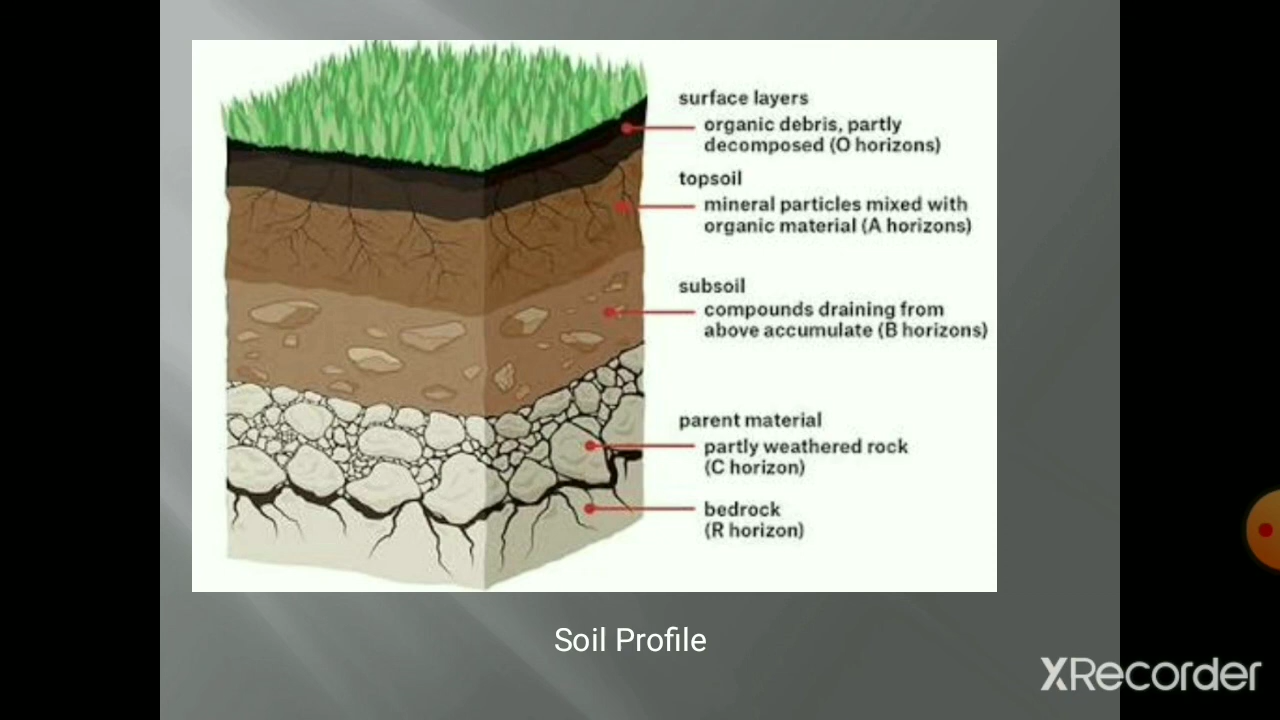 surface layers
organic debris, partly
decomposed (O horizons)
topsoil
mineral particles mixed with
organic material (A horizons)
subsoil
compounds draining from
above accumulate (B horizons)
parent material
partly weathered rock
(C horizon)
bedrock
(R horizon)
Soil Profile
XRecorder